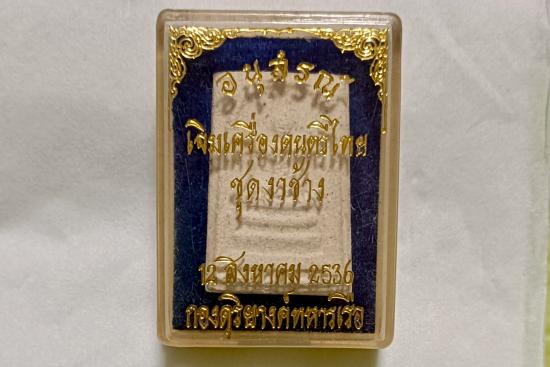 อนุสรณ์
เจิมเครื่องดนตรีไทย
ชุดงาช้าง
12 สิงหาคม 2536
กองดุริยางค์ทหารเรือ